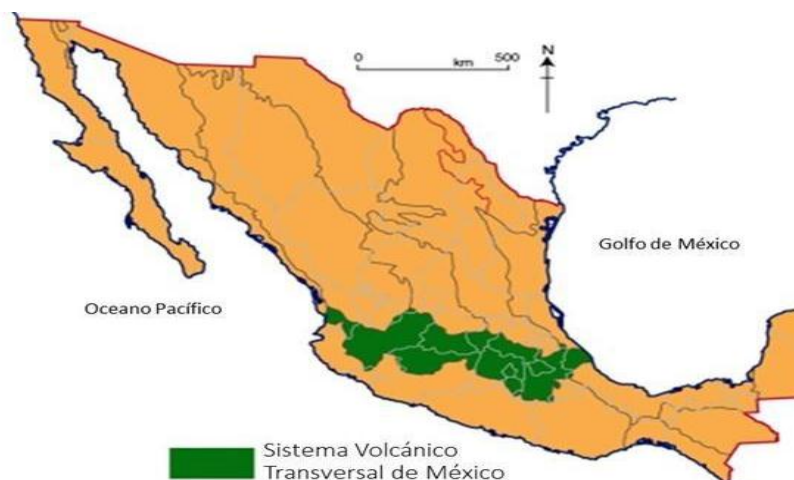 0
500
km
N
Golfo de México
Oceano Pacífico
Sistema Volcánico
Transversal de México